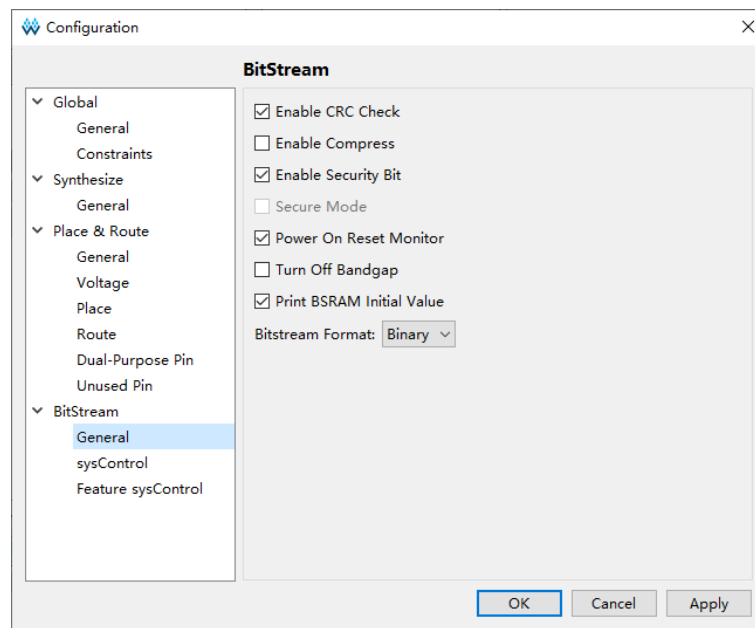 Configuration
BitStream
Global
General
Constraints
Synthesize
General
Place & Route
General
Voltage
Place
Route
Dual-Purpose Pin
Unused Pin
BitStream
General
sysControl
Feature sysControl
Enable CRC Check
Enable Compress
Enable Security Bit
Secure Mode
Power On Reset Monitor
Turn Off Bandgap
Print BSRAM Initial Value
Bitstream Format: Binary
OK Cancel Apply